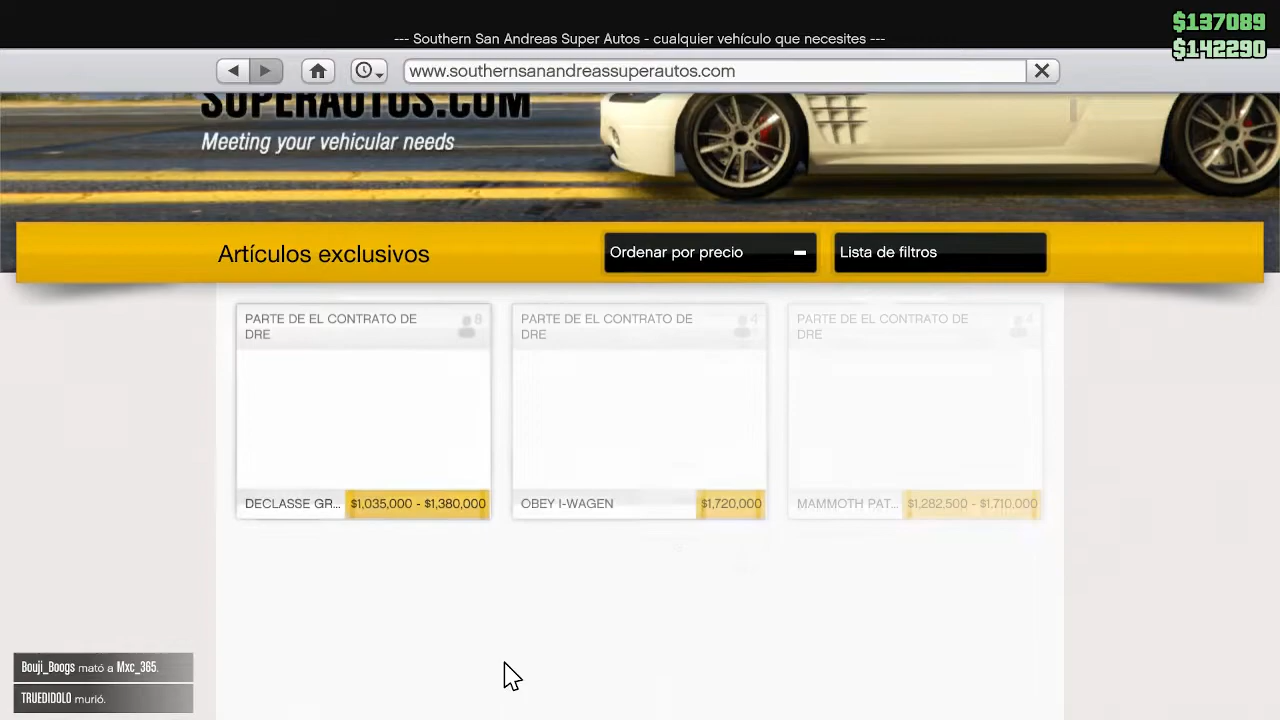 $137089
--- Southern San Andreas Super Autos - cualquier vehículo que necesites ---
$142290
www.southernsanandreassuperautos.com
SUPERAUTOS.COM
Meeting your vehicular needs
Artículos exclusivos
Ordenar por precio
Lista de filtros
PARTE DE EL CONTRATO DE
DRE
8
PARTE DE EL CONTRATO DE
DRE
4
PARTE DE EL CONTRATO DE
DRE
4
DECLASSE GR... $1,035,000 - $1,380,000
OBEY I-WAGEN $1,720,000
MAMMOTH PAT... $1,282,500 - $1,710,000
Bouji_Boogs mató a Mxc_365.
TRUEDIDOLO murió.